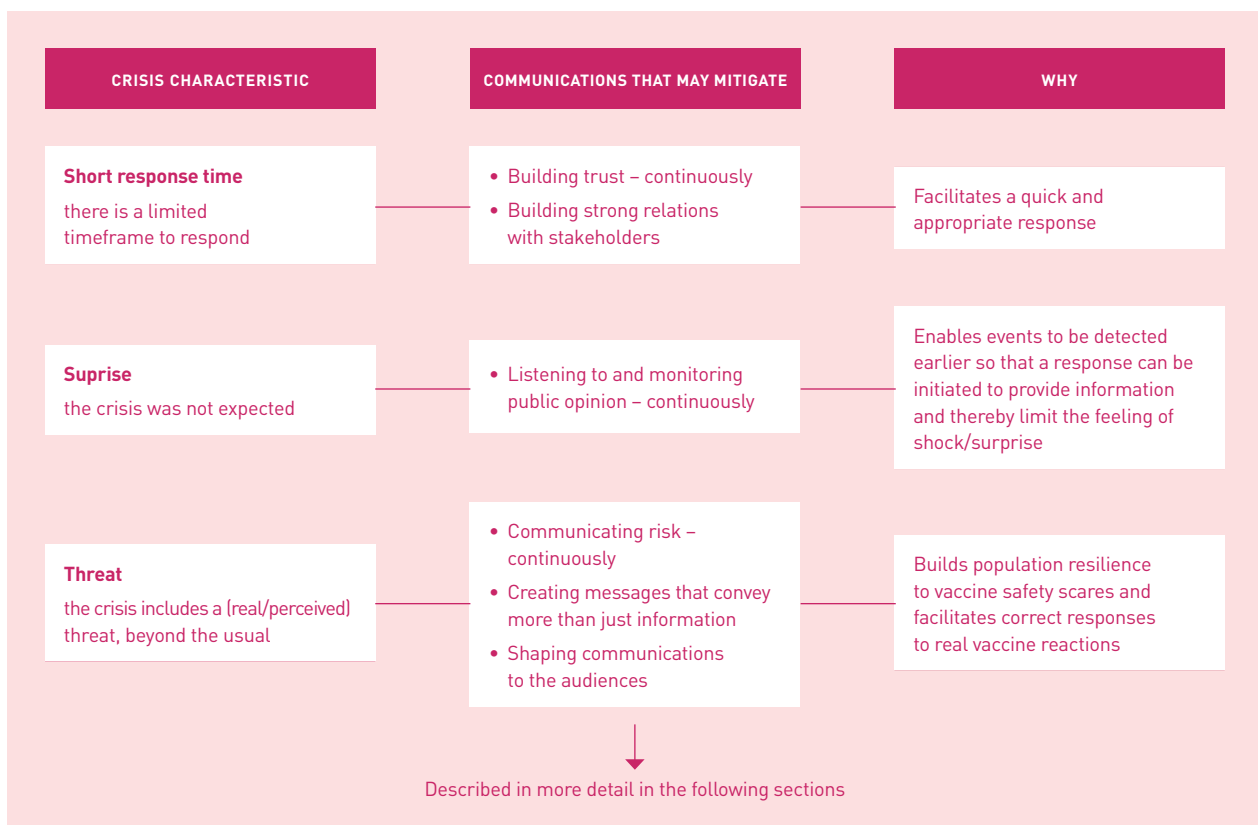 CRISIS CHARACTERISTIC
COMMUNICATIONS THAT MAY MITIGATE
WHY
Short response time
there is a limited
timeframe to respond
• Building trust – continuously
• Building strong relations
with stakeholders
Facilitates a quick and
appropriate response
Suprise
the crisis was not expected
• Listening to and monitoring
public opinion – continuously
Enables events to be detected
earlier so that a response can be
initiated to provide information
and thereby limit the feeling of
shock/surprise
Threat
the crisis includes a (real/perceived)
threat, beyond the usual
• Communicating risk –
continuously
• Creating messages that convey
more than just information
• Shaping communications
to the audiences
Builds population resilience
to vaccine safety scares and
facilitates correct responses
to real vaccine reactions
Described in more detail in the following sections